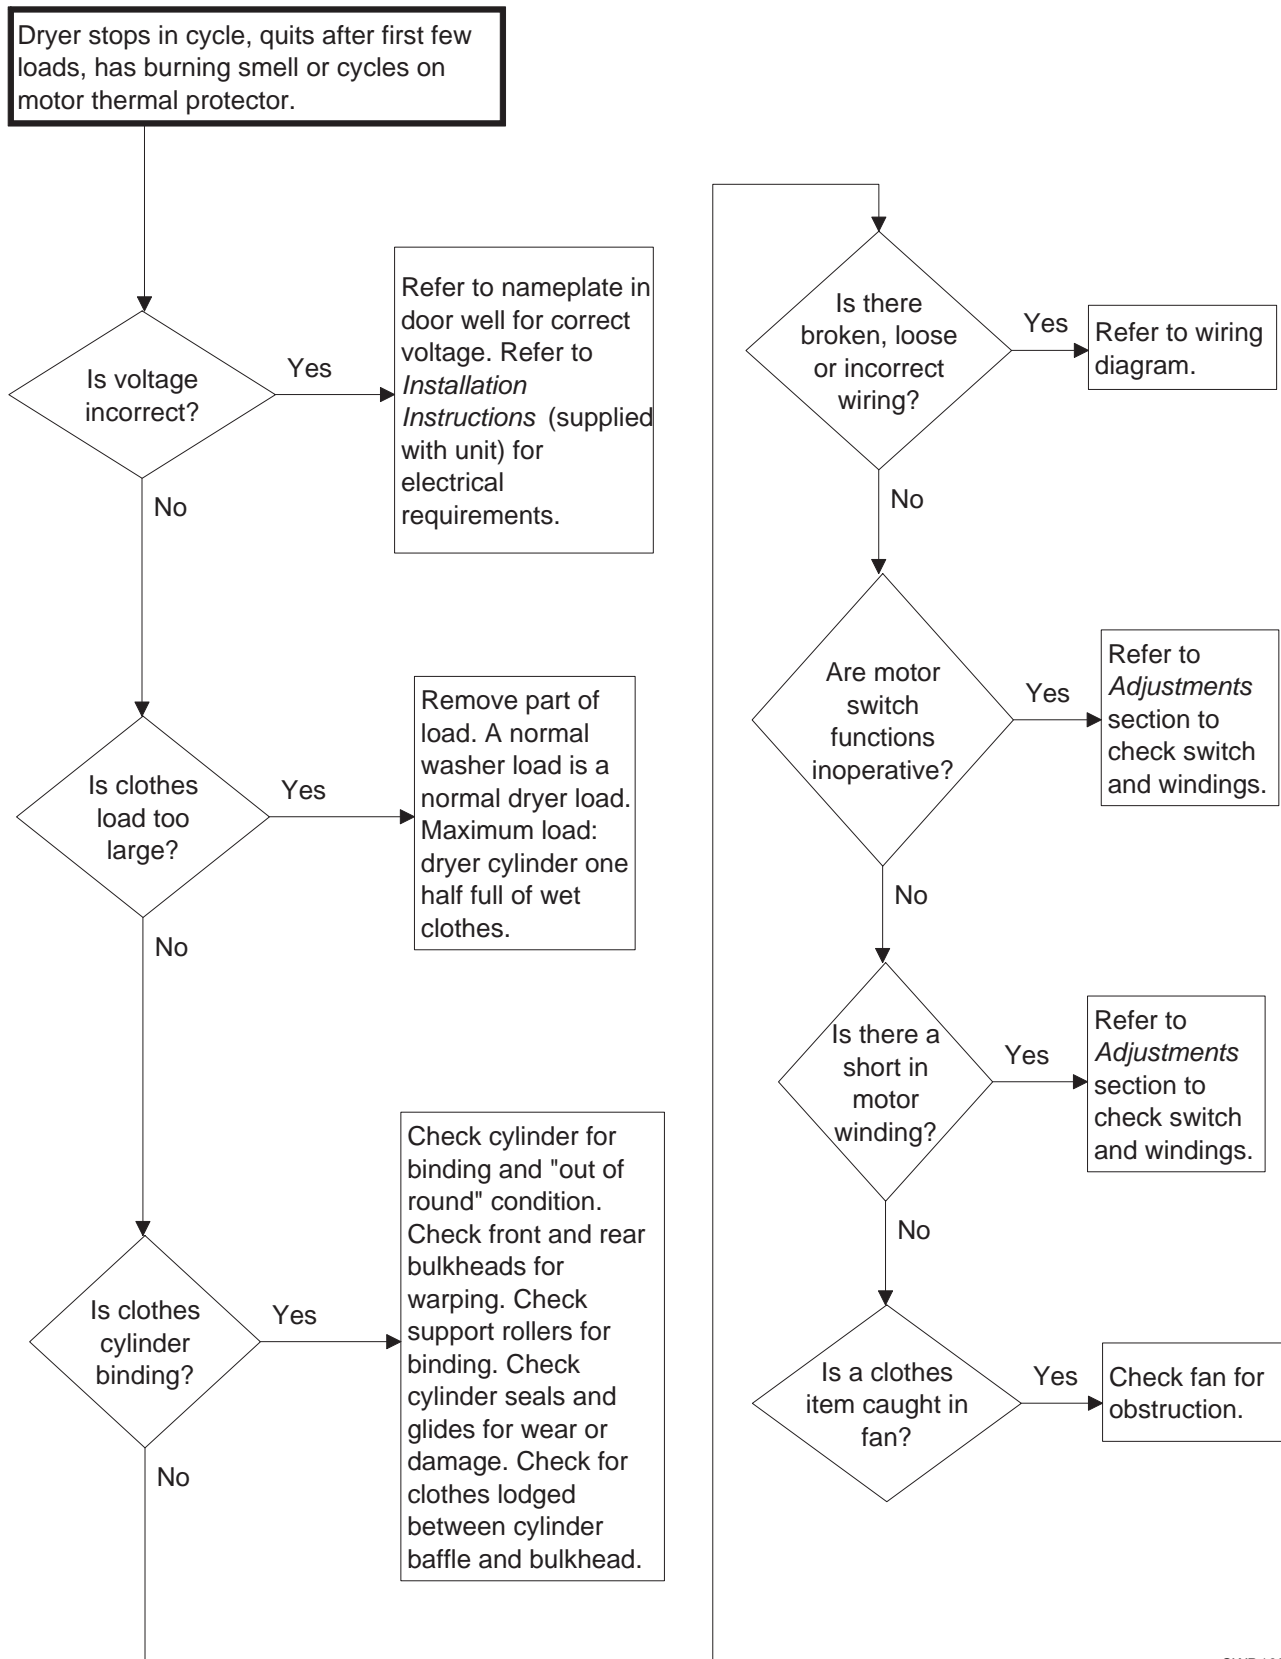 Dryer stops in cycle, quits after first few
loads, has burning smell or cycles on
motor thermal protector.
Is voltage
incorrect?
Yes
Refer to nameplate in
door well for correct
voltage. Refer to
Installation
Instructions (supplied
with unit) for
electrical
requirements.
No
Is clothes
load too
large?
Yes
Remove part of
load. A normal
washer load is a
normal dryer load.
Maximum load:
dryer cylinder one
half full of wet
clothes.
No
Is clothes
cylinder
binding?
Yes
Check cylinder for
binding and "out of
round" condition.
Check front and rear
bulkheads for
warping. Check
support rollers for
binding. Check
cylinder seals and
glides for wear or
damage. Check for
clothes lodged
between cylinder
baffle and bulkhead.
No
Is there
broken, loose
or incorrect
wiring?
Yes
Refer to wiring
diagram.
No
Are motor
switch
functions
inoperative?
Yes
Refer to
Adjustments
section to
check switch
and windings.
No
Is there a
short in
motor
winding?
Yes
Refer to
Adjustments
section to
check switch
and windings.
No
Is a clothes
item caught in
fan?
Yes
Check fan for
obstruction.